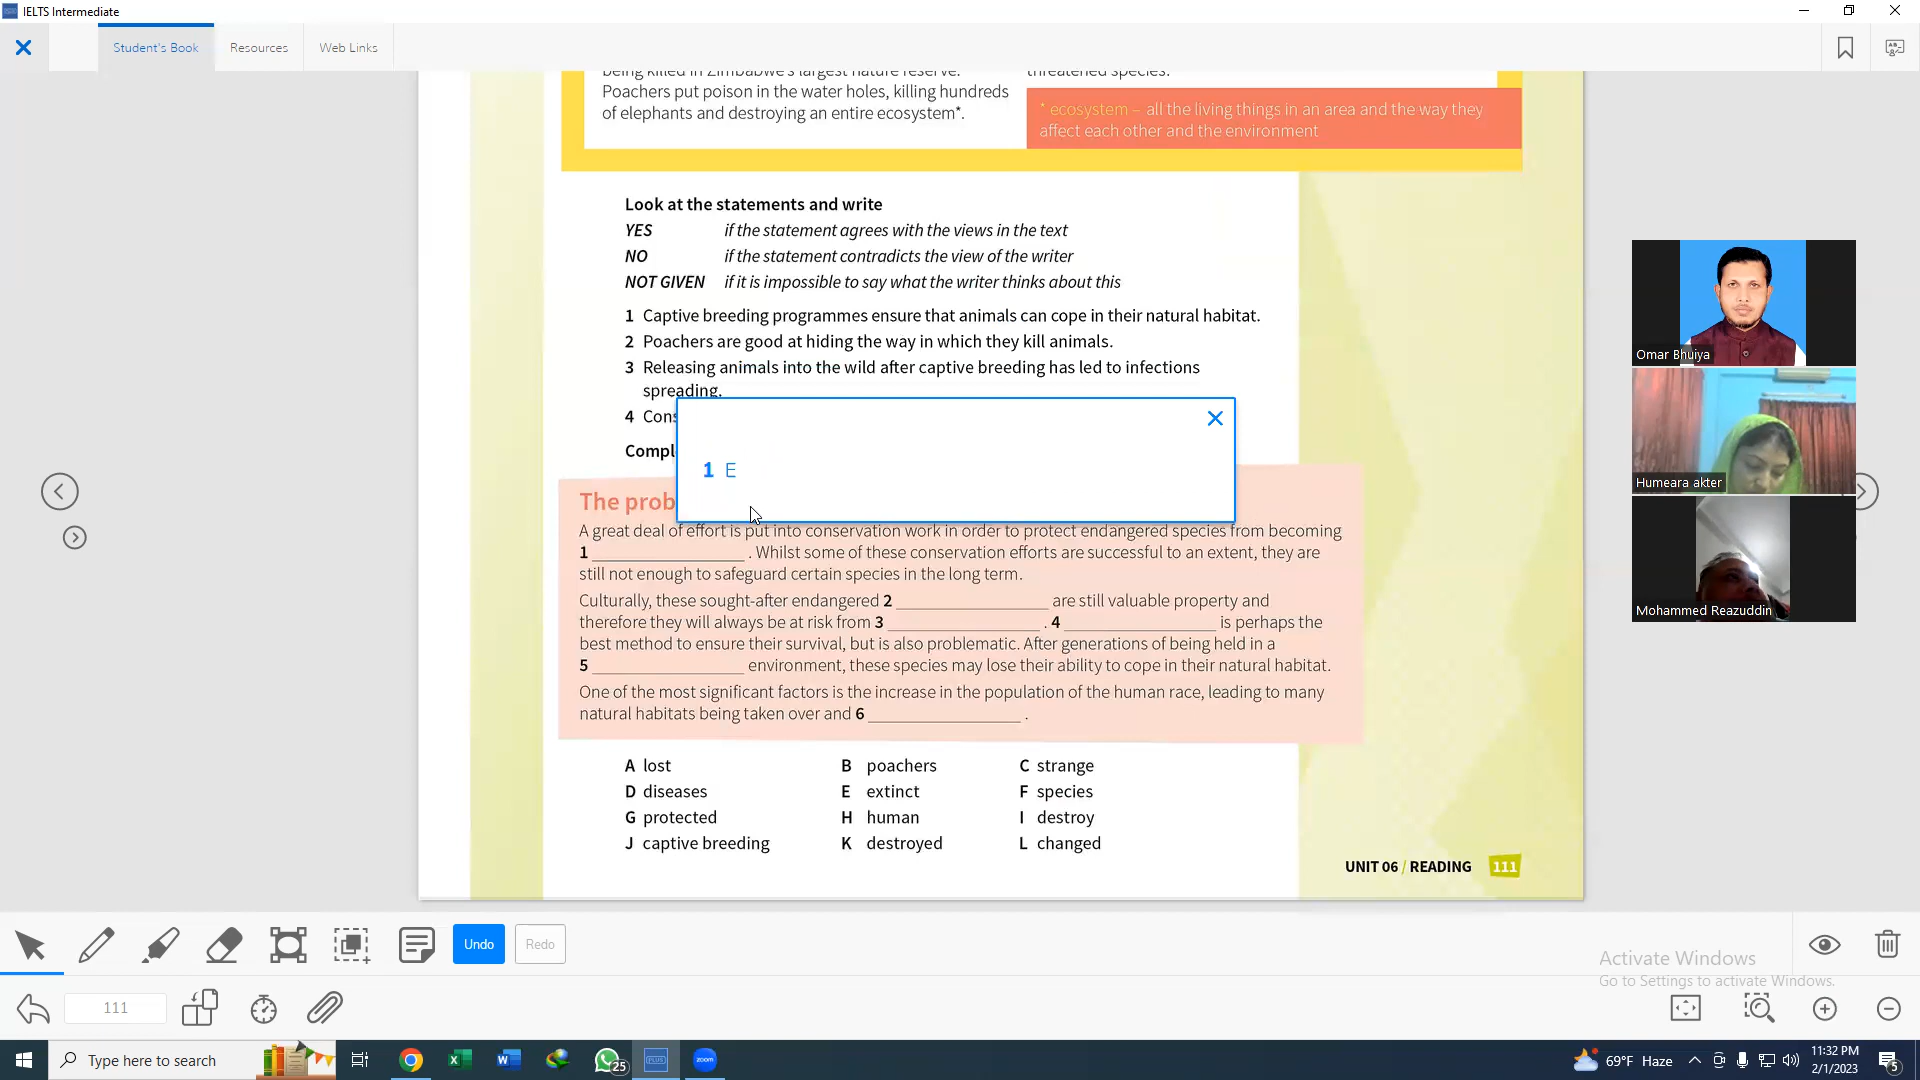 IELTS Intermediate
Student's Book
Resources
Web Links
being killed in Zimbabwe's largest nature reserve.
Poachers put poison in the water holes, killing hundreds
of elephants and destroying an entire ecosystem*.
threatened species.
* ecosystem – all the living things in an area and the way they
affect each other and the environment
Look at the statements and write
YES if the statement agrees with the views in the text
NO if the statement contradicts the view of the writer
NOT GIVEN if it is impossible to say what the writer thinks about this
1 Captive breeding programmes ensure that animals can cope in their natural habitat.
2 Poachers are good at hiding the way in which they kill animals.
3 Releasing animals into the wild after captive breeding has led to infections
spreading.
4 Cons
Compl
1 E
The prob
A great deal of effort is put into conservation work in order to protect endangered species from becoming
1 ________________ . Whilst some of these conservation efforts are successful to an extent, they are
still not enough to safeguard certain species in the long term.
Culturally, these sought-after endangered 2 ________________ are still valuable property and
therefore they will always be at risk from 3 ________________ . 4 ________________ is perhaps the
best method to ensure their survival, but is also problematic. After generations of being held in a
5 ________________ environment, these species may lose their ability to cope in their natural habitat.
One of the most significant factors is the increase in the population of the human race, leading to many
natural habitats being taken over and 6 ________________ .
A lost B poachers C strange
D diseases E extinct F species
G protected H human I destroy
J captive breeding K destroyed L changed
UNIT 06 / READING 111
Omar Bhuiya
Humeara akter
Mohammed Reazuddin
Undo
Redo
Activate Windows
Go to Settings to activate Windows.
111
Type here to search
25
PLUS
zoom
69°F Haze
11:32 PM
2/1/2023
5